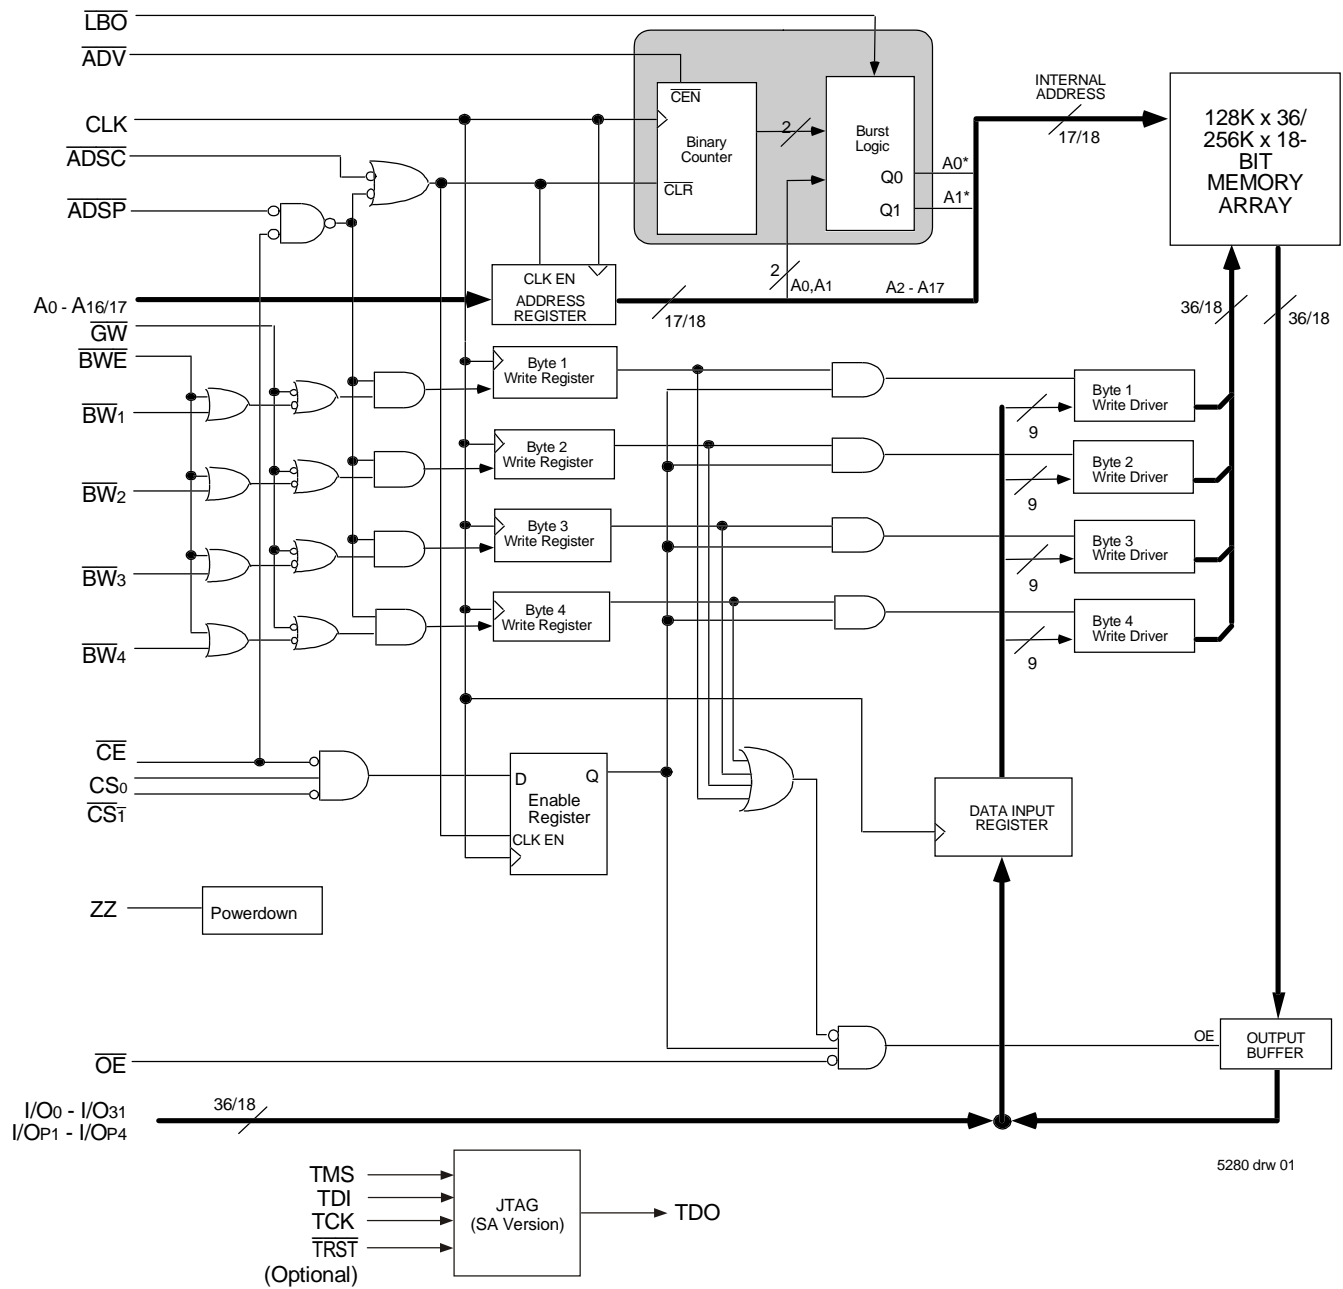 LBO
ADV
CLK
ADSC
ADSP
CEN
Binary
Counter
CLR
2
Burst
Logic
Q0
Q1
A0*
A1*
INTERNAL
ADDRESS
17/18
128K x 36/
256K x 18-
BIT
MEMORY
ARRAY
A0 - A16/17
CLK EN
ADDRESS
REGISTER
17/18
2
A0,A1
A2 - A17
36/18
36/18
GW
BWE
BW1
BW2
BW3
BW4
Byte 1
Write Register
Byte 2
Write Register
Byte 3
Write Register
Byte 4
Write Register
Byte 1
Write Driver
9
Byte 2
Write Driver
9
Byte 3
Write Driver
9
Byte 4
Write Driver
9
CE
CS0
CS1
D
Q
Enable
Register
CLK EN
DATA INPUT
REGISTER
ZZ
Powerdown
OE
OE
OUTPUT
BUFFER
I/O0 - I/O31
I/OP1 - I/OP4
36/18
5280 drw 01
TMS
TDI
TCK
TRST
(Optional)
JTAG
(SA Version)
TDO